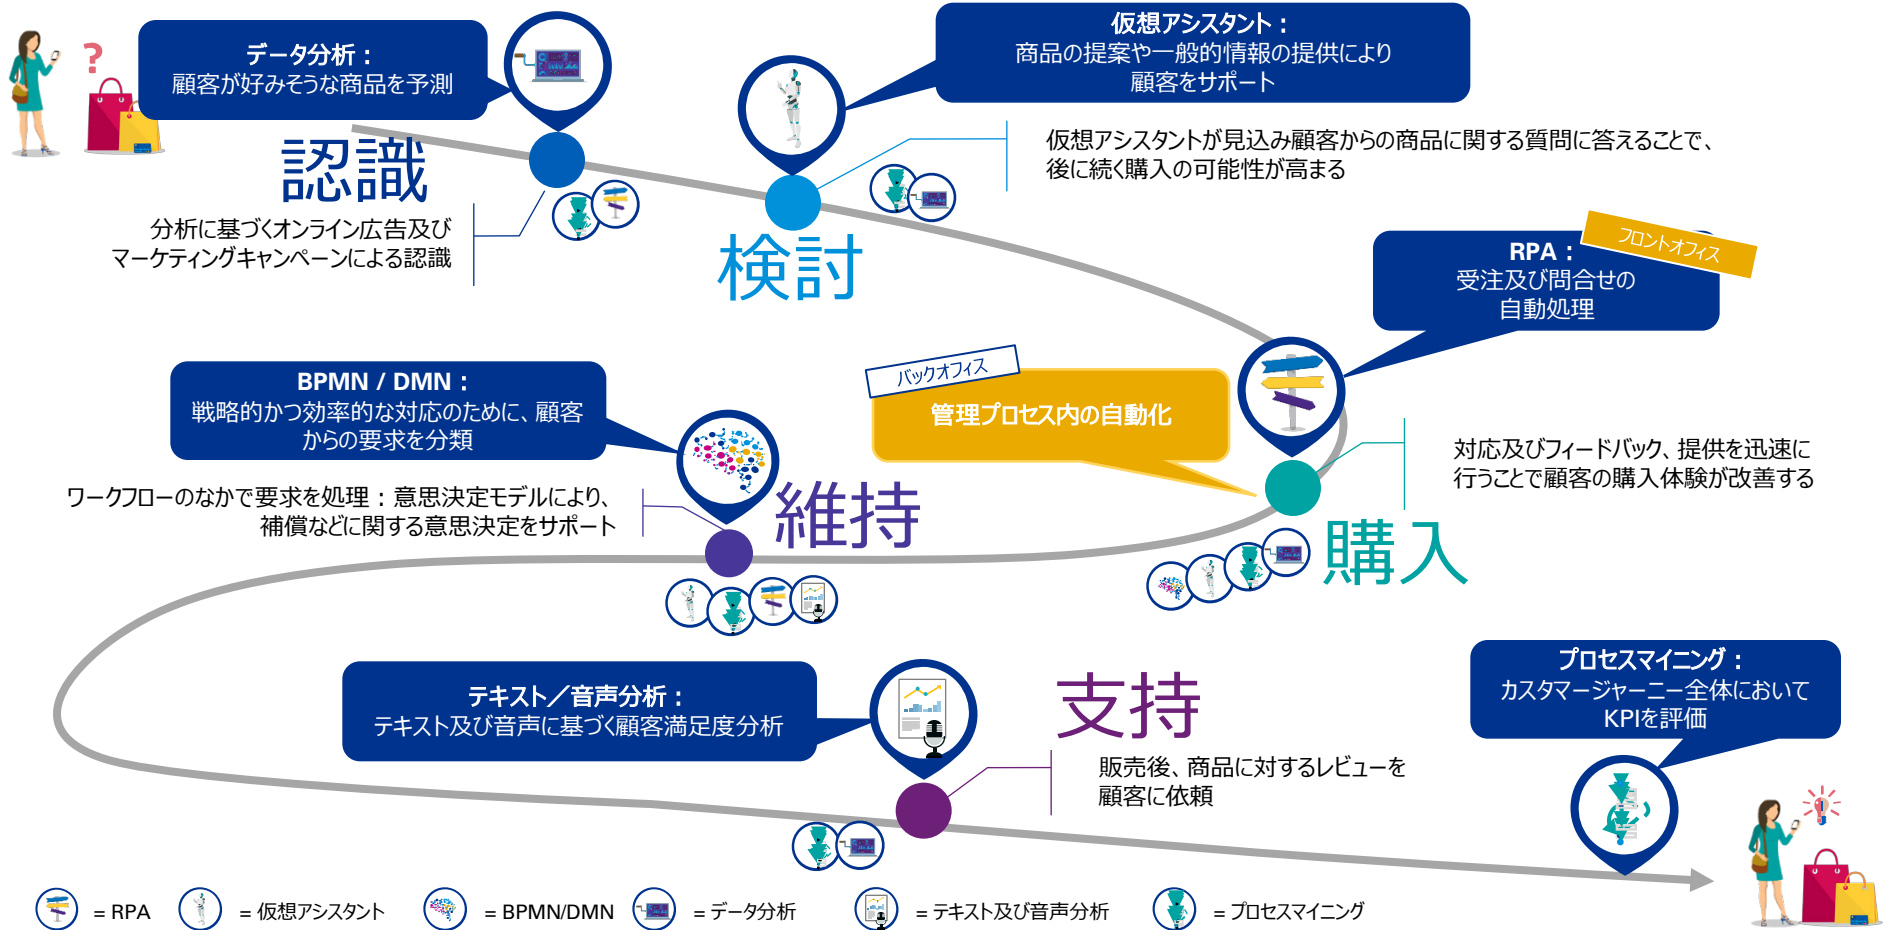 ?
データ分析：
顧客が好みそうな商品を予測
仮想アシスタント：
商品の提案や一般的情報の提供により
顧客をサポート
認識
仮想アシスタントが見込み顧客からの商品に関する質問に答えることで、
後に続く購入の可能性が高まる
分析に基づくオンライン広告及び
マーケティングキャンペーンによる認識
検討
フロントオフィス
RPA：
受注及び問合せの
自動処理
バックオフィス
管理プロセス内の自動化
BPMN / DMN：
戦略的かつ効率的な対応のために、顧客
からの要求を分類
対応及びフィードバック、提供を迅速に
行うことで顧客の購入体験が改善する
ワークフローのなかで要求を処理：意思決定モデルにより、
補償などに関する意思決定をサポート
維持
購入
テキスト／音声分析：
テキスト及び音声に基づく顧客満足度分析
支持
販売後、商品に対するレビューを
顧客に依頼
プロセスマイニング：
カスタマージャーニー全体において
KPIを評価
= RPA
= 仮想アシスタント
= BPMN/DMN
= データ分析
= テキスト及び音声分析
= プロセスマイニング